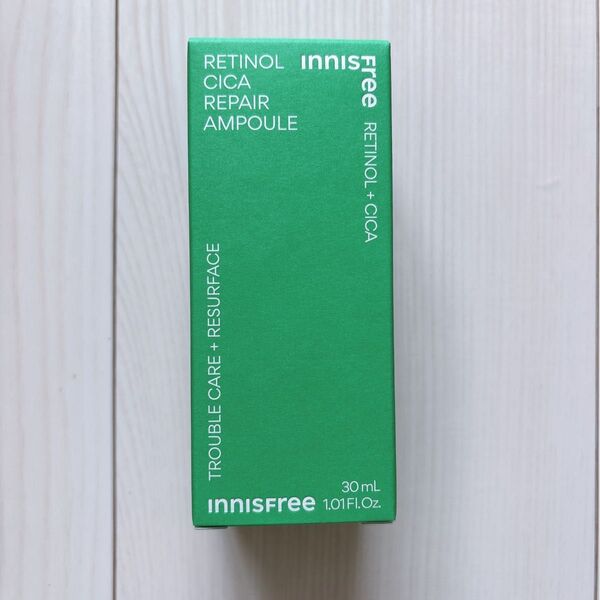 RETINOL
CICA
REPAIR
AMPOULE
INNISFree
RETINOL + CICA
TROUBLE CARE + RESURFACE
INNISFree
30 mL
1.01 Fl.Oz.